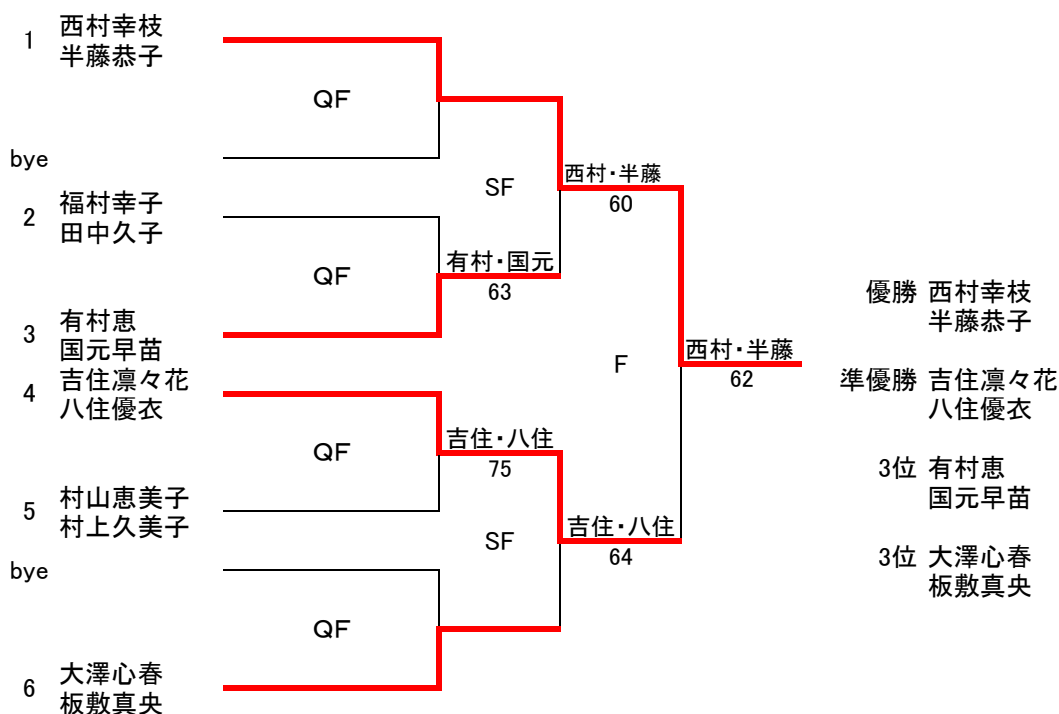 1 西村幸枝
半藤恭子
QF
bye
SF
西村・半藤
60
2 福村幸子
田中久子
QF
有村・国元
63
3 有村恵
国元早苗
4 吉住凛々花
八住優衣
QF
吉住・八住
75
5 村山恵美子
村上久美子
SF
吉住・八住
64
bye
QF
6 大澤心春
板敷真央
F
西村・半藤
62
優勝 西村幸枝
半藤恭子
準優勝 吉住凛々花
八住優衣
3位 有村恵
国元早苗
3位 大澤心春
板敷真央